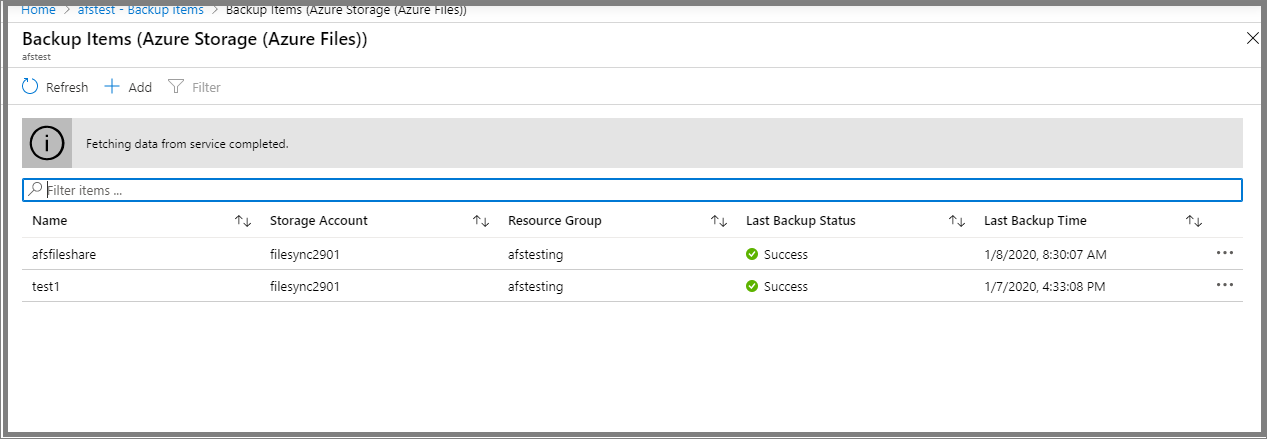 Home > afstest - Backup items > Backup Items (Azure Storage (Azure Files))
Backup Items (Azure Storage (Azure Files))
afstest
Refresh Add Filter
Fetching data from service completed.
Filter items ...
Name Storage Account Resource Group Last Backup Status Last Backup Time
afsfileshare filesync2901 afstesting Success 1/8/2020, 8:30:07 AM
test1 filesync2901 afstesting Success 1/7/2020, 4:33:08 PM